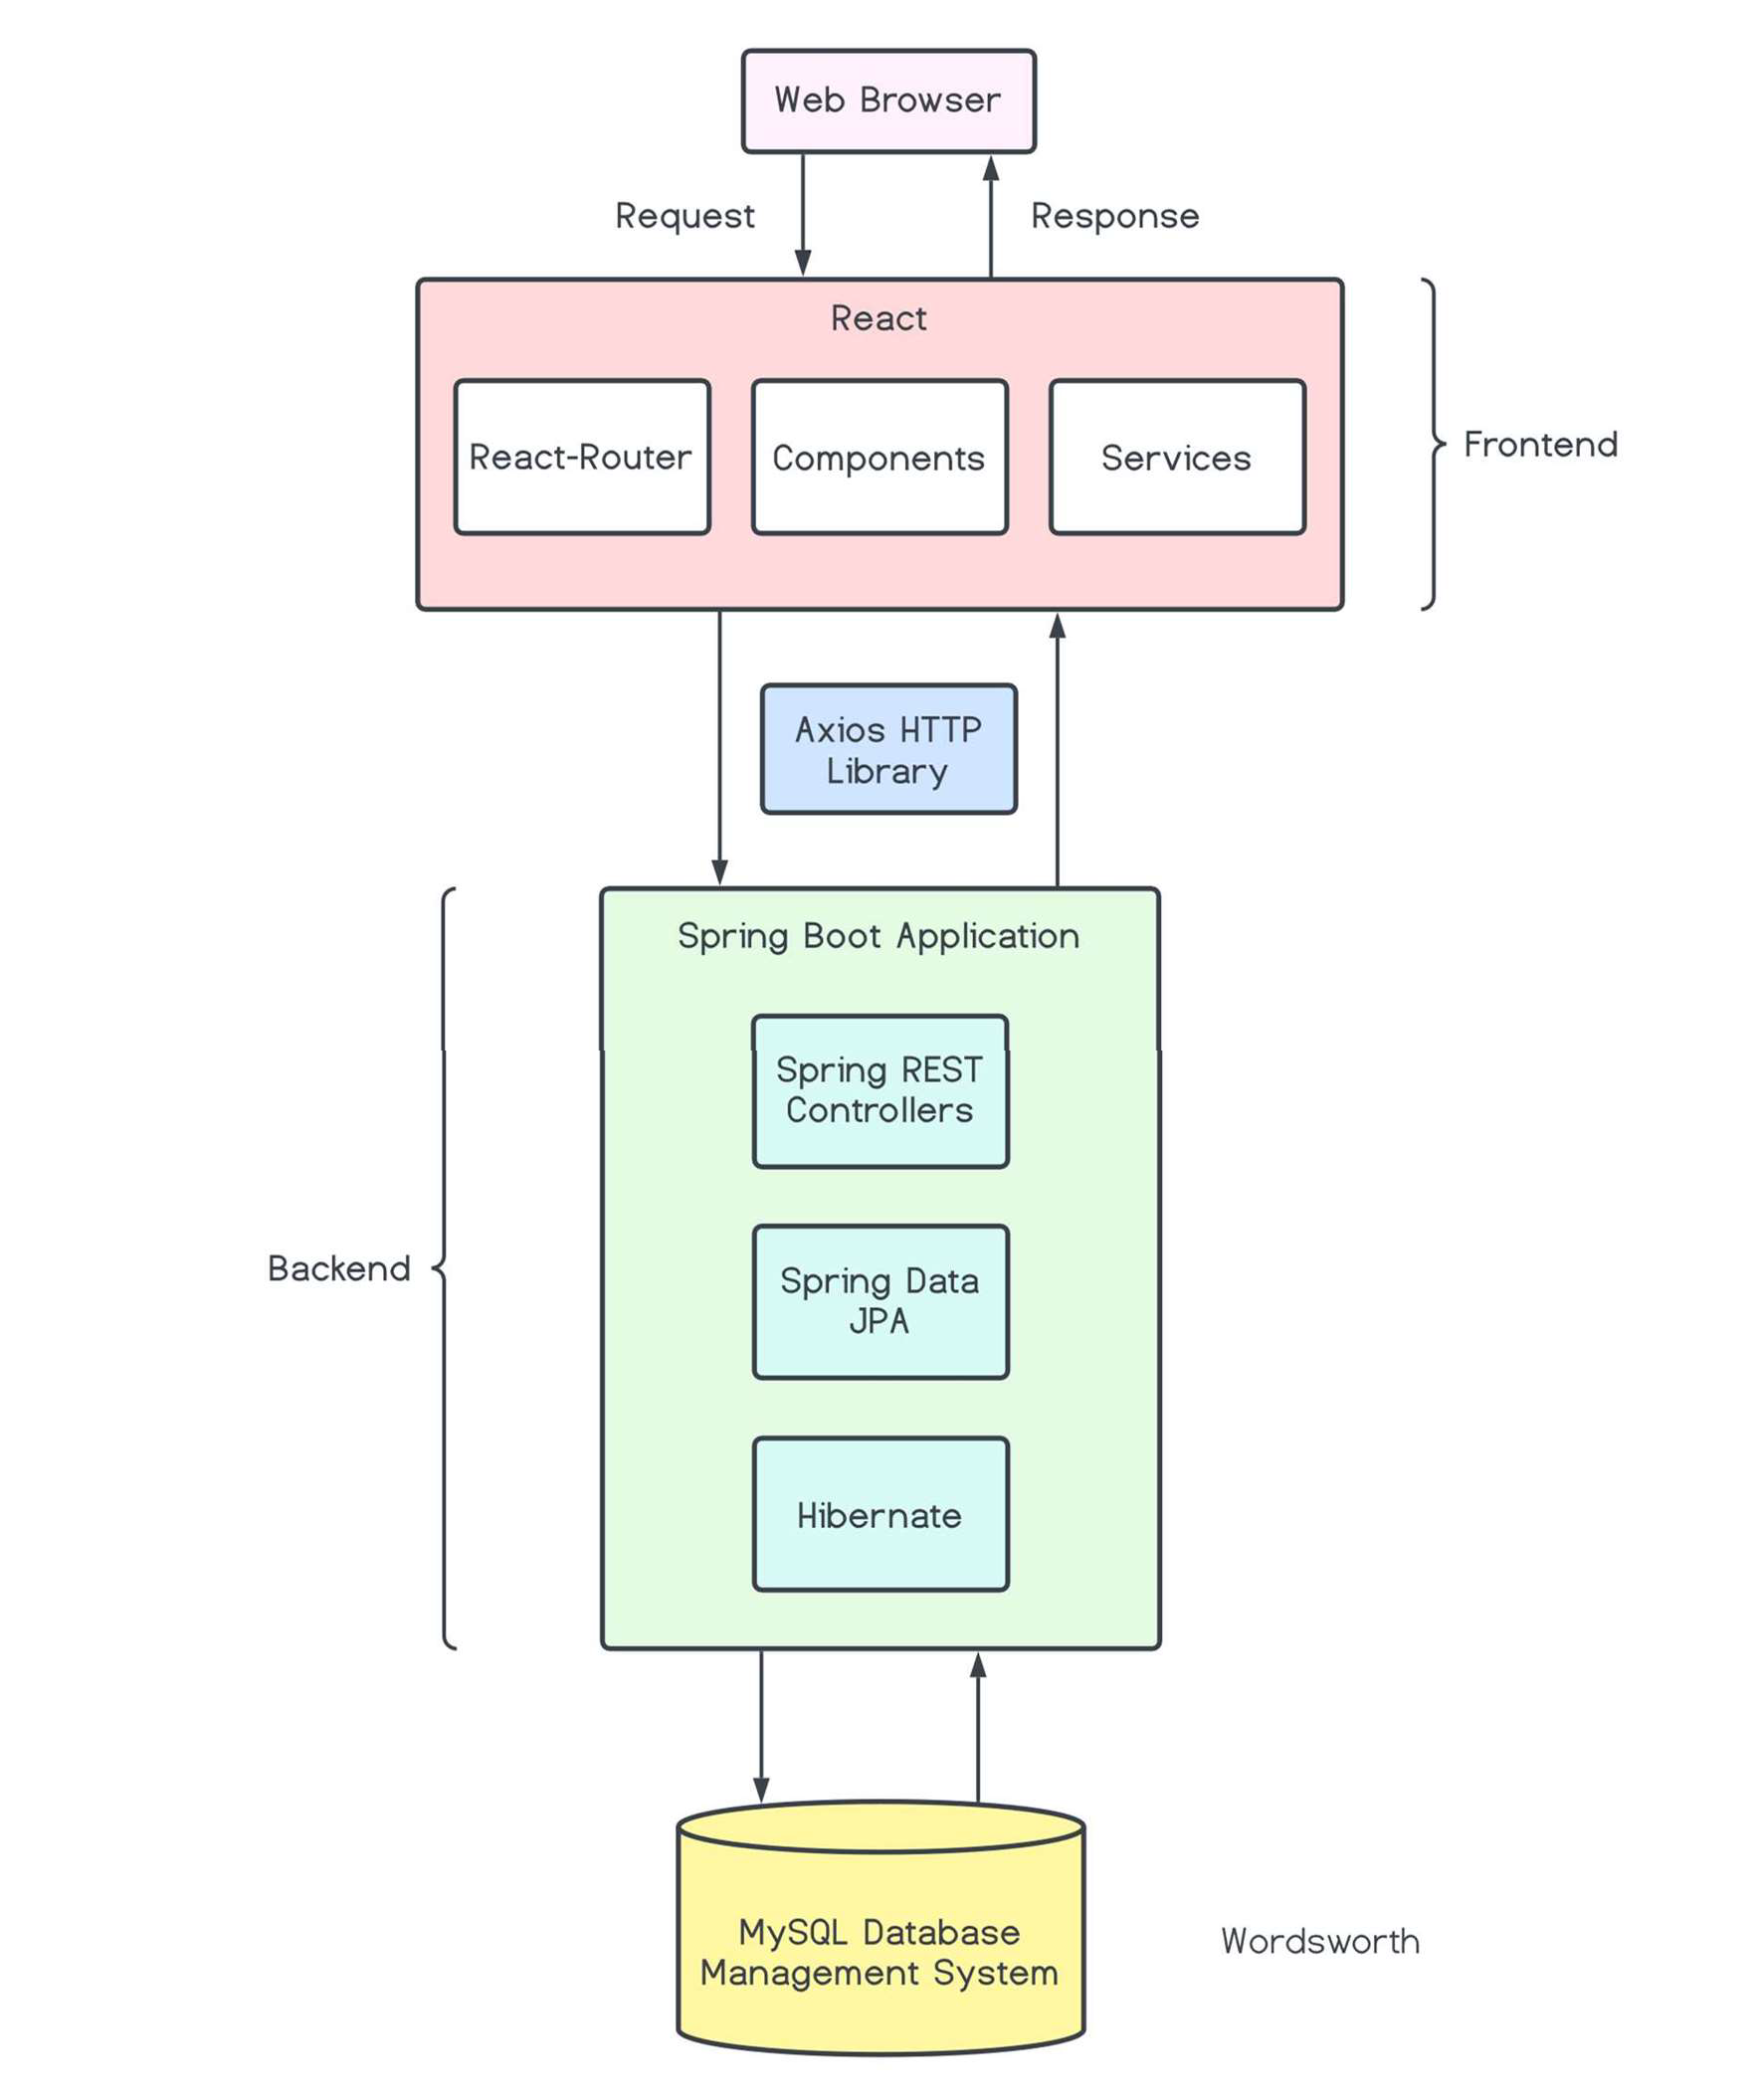 Web Browser
Request
Response
React
React-Router
Components
Services
Frontend
Axios HTTP
Library
Spring Boot Application
Spring REST
Controllers
Backend
Spring Data
JPA
Hibernate
MySQL Database
Management System
Wordsworth